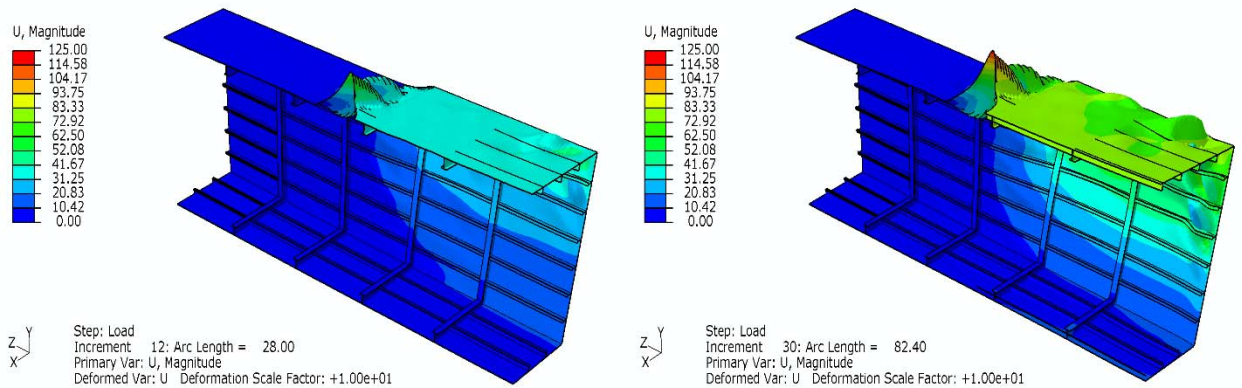 U, Magnitude
125.00
114.58
104.17
93.75
83.33
72.92
62.50
52.08
41.67
31.25
20.83
10.42
0.00
Y
Z
X
Step: Load
Increment 12: Arc Length = 28.00
Primary Var: U, Magnitude
Deformed Var: U Deformation Scale Factor: +1.00e+01
U, Magnitude
125.00
114.58
104.17
93.75
83.33
72.92
62.50
52.08
41.67
31.25
20.83
10.42
0.00
Y
Z
X
Step: Load
Increment 30: Arc Length = 82.40
Primary Var: U, Magnitude
Deformed Var: U Deformation Scale Factor: +1.00e+01